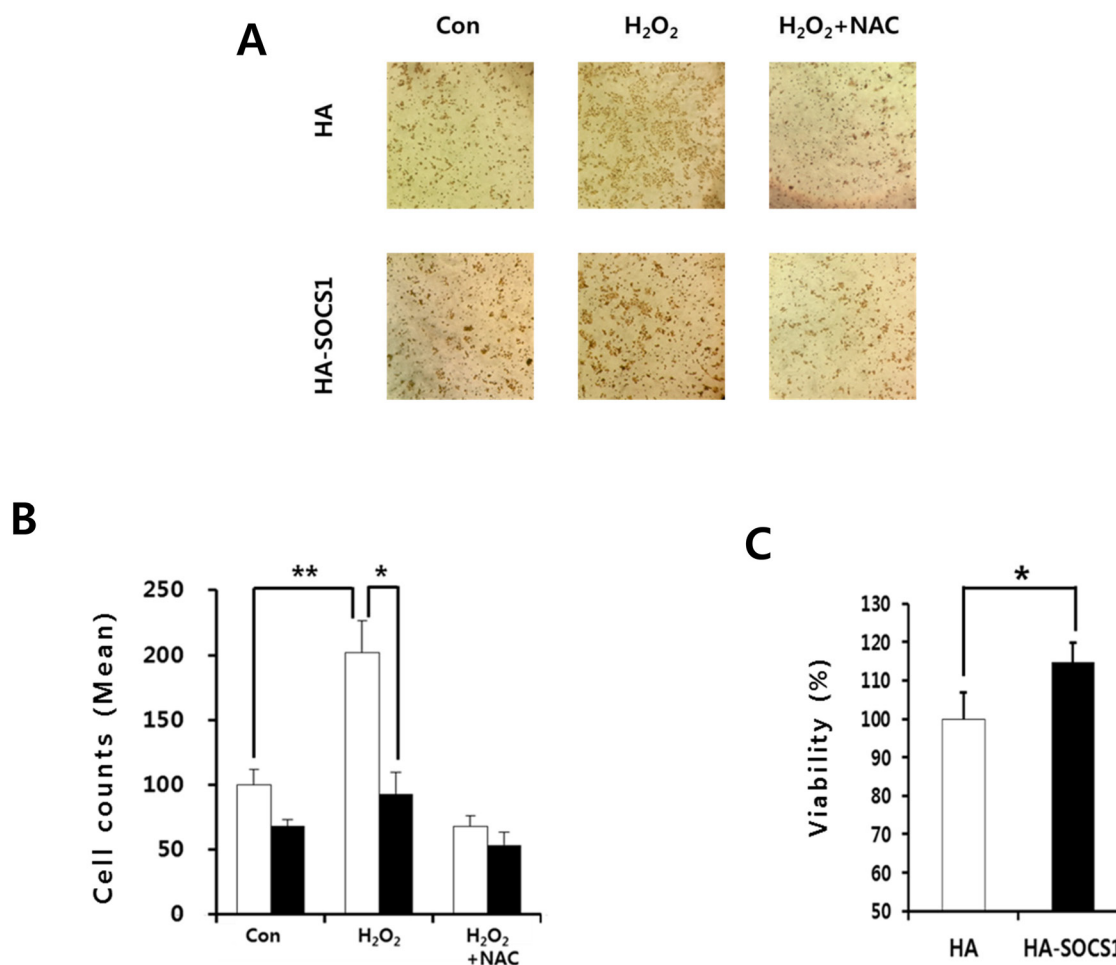 A
Con H₂O₂ H₂O₂+NAC
HA
HA-SOCS1
B
Cell counts (Mean)
250
200
150
100
50
0
** *
Con H₂O₂ H₂O₂
+NAC
C
Viability (%)
130
120
110
100
90
80
70
60
50
*
HA HA-SOCS1